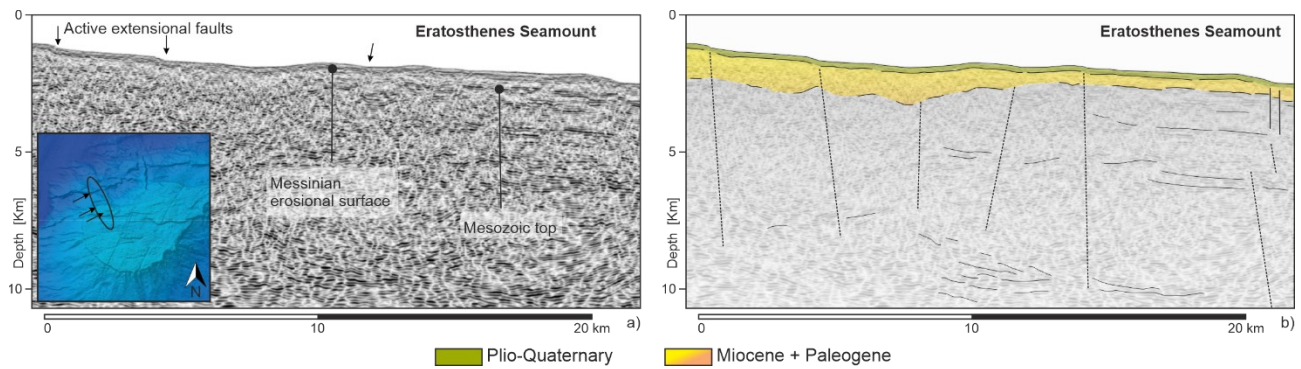 0
Active extensional faults
Eratosthenes Seamount
5
Messinian
erosional surface
Mesozoic top
Depth [Km]
10
N
0
10
20 km
a)
0
Eratosthenes Seamount
5
Depth [Km]
10
0
10
20 km
b)
Plio-Quaternary
Miocene + Paleogene